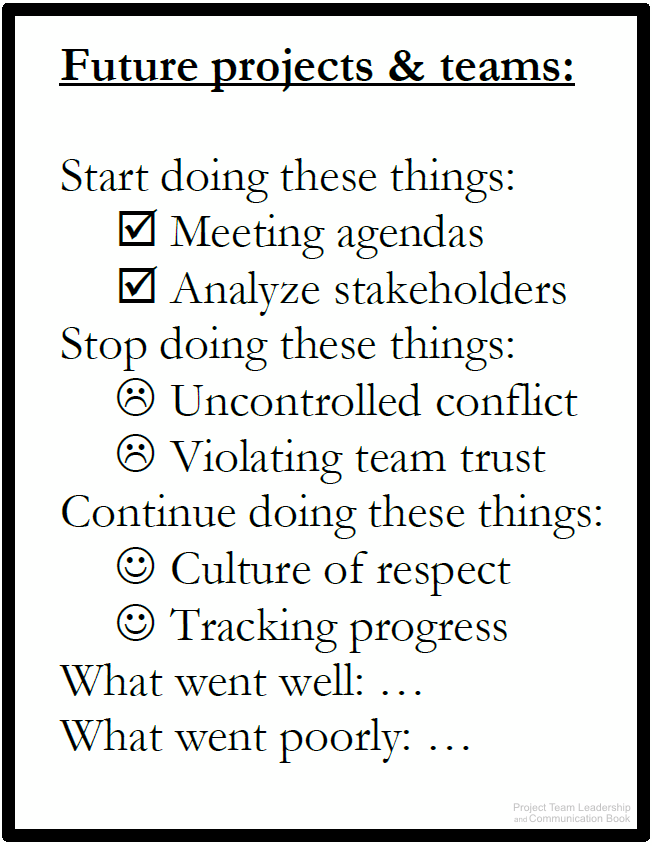 Future projects & teams:
Start doing these things:
☑ Meeting agendas
☑ Analyze stakeholders
Stop doing these things:
☹ Uncontrolled conflict
☹ Violating team trust
Continue doing these things:
☺ Culture of respect
☺ Tracking progress
What went well: …
What went poorly: …
Project Team Leadership
and Communication Book